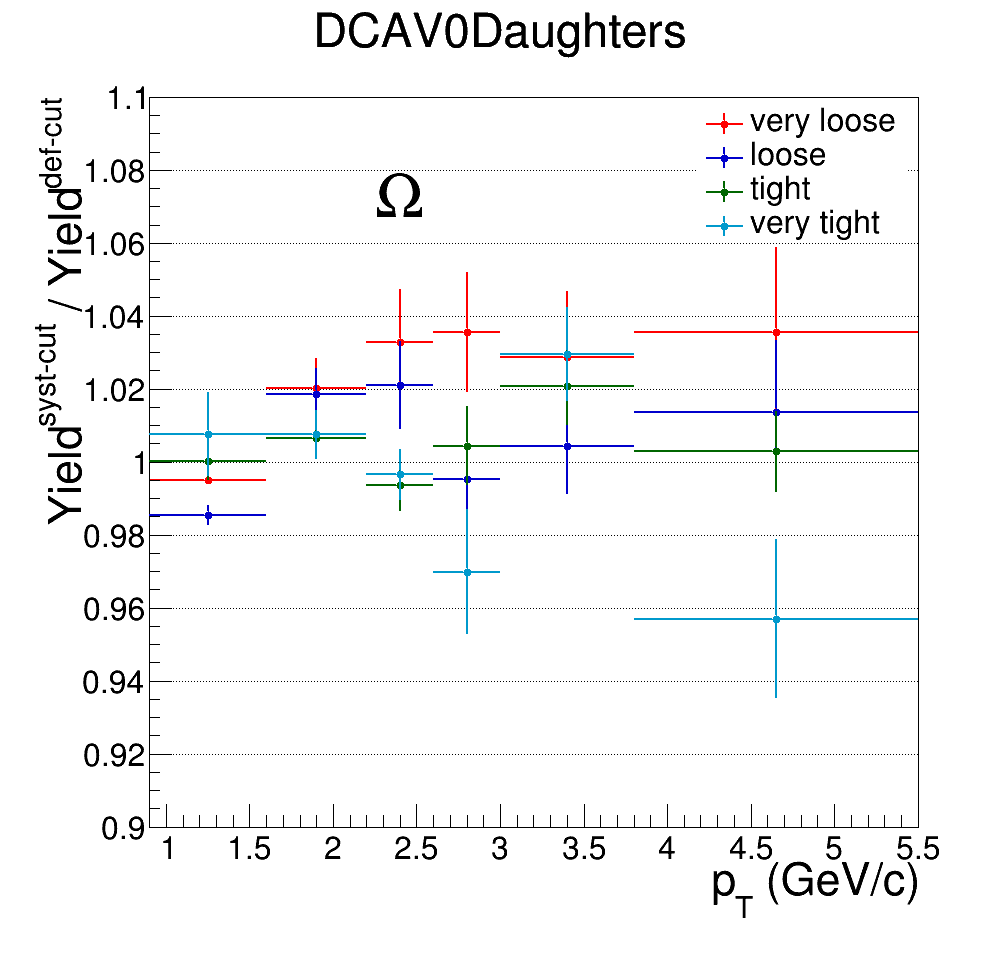 DCAV0Daughters
Yield^syst-cut / Yield^def-cut
1.1
1.08
1.06
1.04
1.02
1
0.98
0.96
0.94
0.92
0.9
Ω
very loose
loose
tight
very tight
1 1.5 2 2.5 3 3.5 4 4.5 5 5.5
p_T (GeV/c)